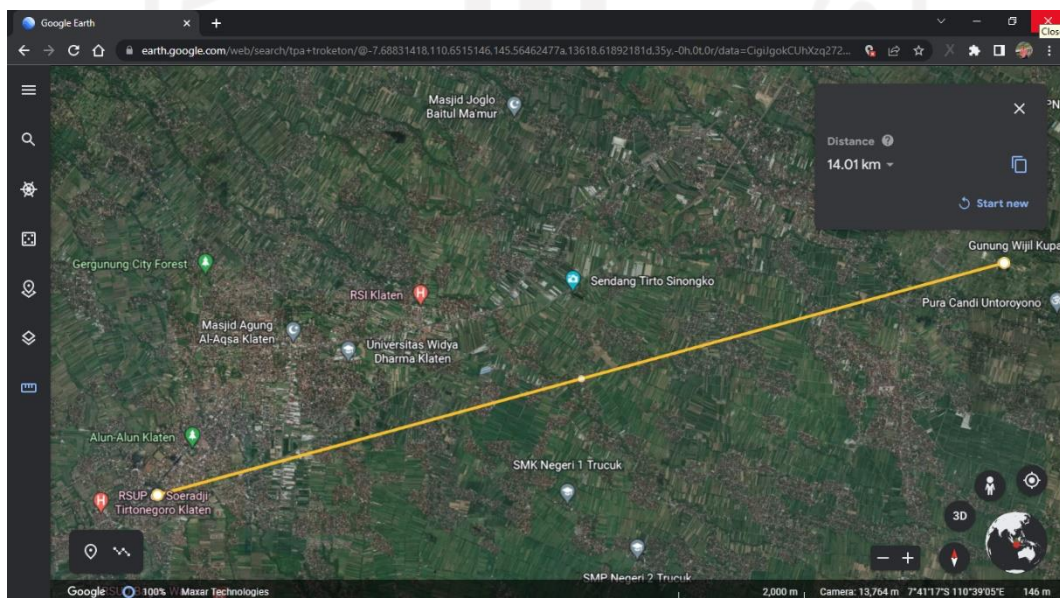 Google Earth
Close
earth.google.com/web/search/tpa+troketon/@-7.68831418,110.6515146,145.56462477a,13618.61892181d,35y,-0h,0t,0r/data=CigiJgokCUhXzq272...
Masjid Joglo
Baitul Ma'mur
Distance
14.01 km
Start new
Gunung Wijil Kupa
Gergunung City Forest
Sendang Tirto Sinongko
RSI Klaten
Pura Candi Untoroyono
Masjid Agung
Al-Aqsa Klaten
Universitas Widya
Dharma Klaten
Alun-Alun Klaten
SMK Negeri 1 Trucuk
RSUP Soeradji
Tirtonegoro Klaten
3D
SMP Negeri 2 Trucuk
Google 100% Maxar Technologies 2,000 m Camera: 13,764 m 7°41'17"S 110°39'05"E 146 m